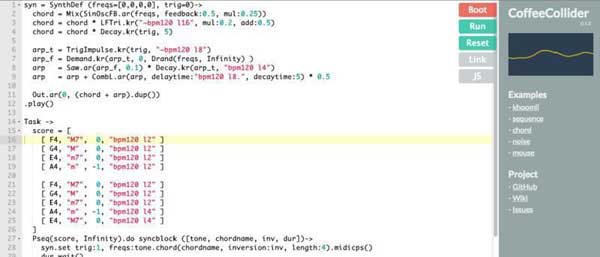 1 syn = SynthDef (freqs=[0,0,0,0], trig=0)->
2 chord = Mix(SinOscFB.ar(freqs, feedback:0.5, mul:0.25))
3 chord = chord * LFTri.kr("~bpm120 l16", mul:0.2, add:0.5)
4 chord = chord * Decay.kr(trig, 5)
5
6 arp_t = TrigImpulse.kr(trig, "~bpm120 l8")
7 arp_f = Demand.kr(arp_t, 0, Drand(freqs, Infinity) )
8 arp = Saw.ar(arp_f, 0.1) * Decay.kr(arp_t, "bpm120 l4")
9 arp = arp + CombL.ar(arp, delaytime:"bpm120 l8.", decaytime:5) * 0.5
10
11 Out.ar(0, (chord + arp).dup())
12 .play()
13
14 Task ->
15 score = [
16 [ F4, "M7", 0, "bpm120 l2" ]
17 [ G4, "M" , 0, "bpm120 l2" ]
18 [ E4, "m7", 0, "bpm120 l2" ]
19 [ A4, "m" , -1, "bpm120 l2" ]
20
21 [ F4, "M7", 0, "bpm120 l2" ]
22 [ G4, "M" , 0, "bpm120 l2" ]
23 [ E4, "m7", 0, "bpm120 l2" ]
24 [ A4, "m" , -1, "bpm120 l4" ]
25 [ E4, "M7", 0, "bpm120 l4" ]
26 ]
27 Pseq(score, Infinity).do syncblock ([tone, chordname, inv, dur])->
28 syn.set trig:1, freqs:tone.chord(chordname, inversion:inv, length:4).midicps()
29 dur.wait()
Boot
Run
Reset
Link
JS
CoffeeCollider
Examples
- khoomii
- sequence
- chord
- noise
- mouse
Project
- GitHub
- Wiki
- Issues